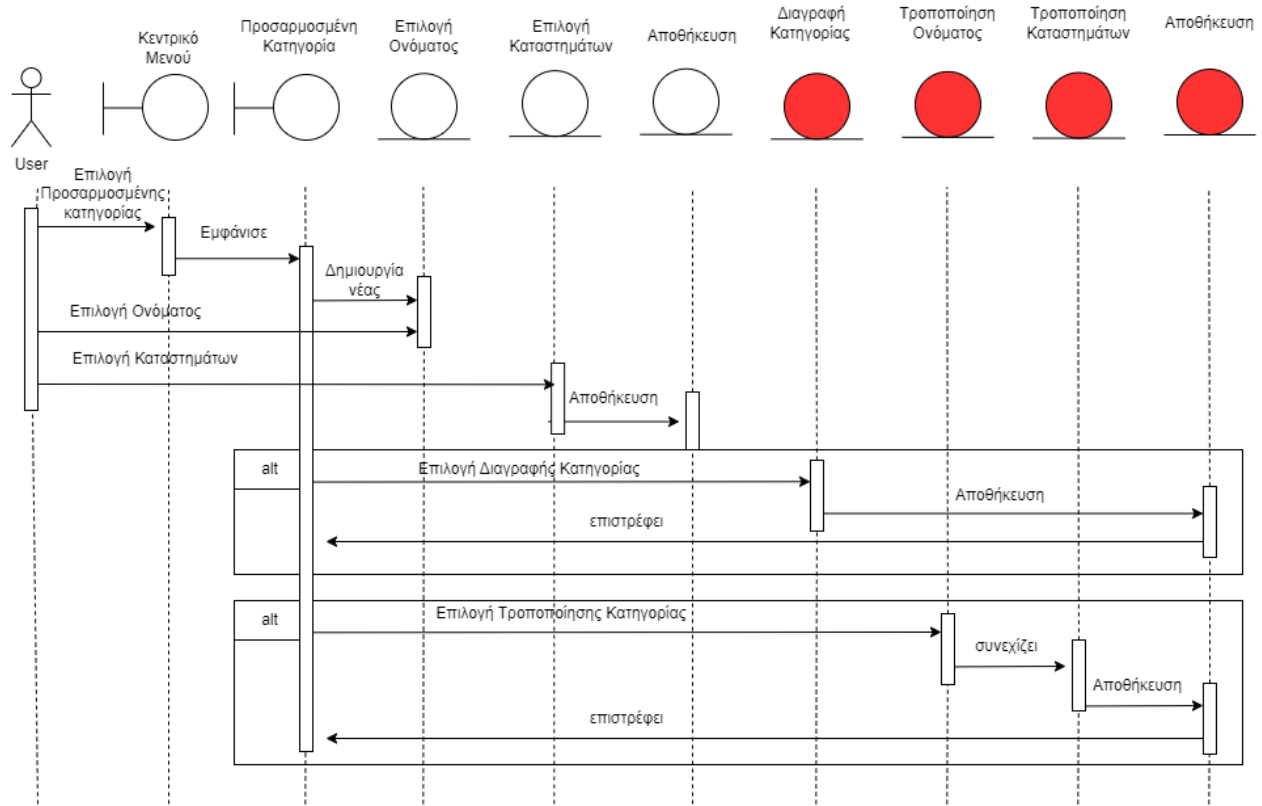 Κεντρικό
Μενού
Προσαρμοσμένη
Κατηγορία
Επιλογή
Ονόματος
Επιλογή
Καταστημάτων
Αποθήκευση
Διαγραφή
Κατηγορίας
Τροποποίηση
Ονόματος
Τροποποίηση
Καταστημάτων
Αποθήκευση
User
Επιλογή
Προσαρμοσμένης
κατηγορίας
Εμφάνισε
Δημιουργία
νέας
Επιλογή Ονόματος
Επιλογή Καταστημάτων
Αποθήκευση
alt
Επιλογή Διαγραφής Κατηγορίας
Αποθήκευση
επιστρέφει
alt
Επιλογή Τροποποίησης Κατηγορίας
συνεχίζει
Αποθήκευση
επιστρέφει